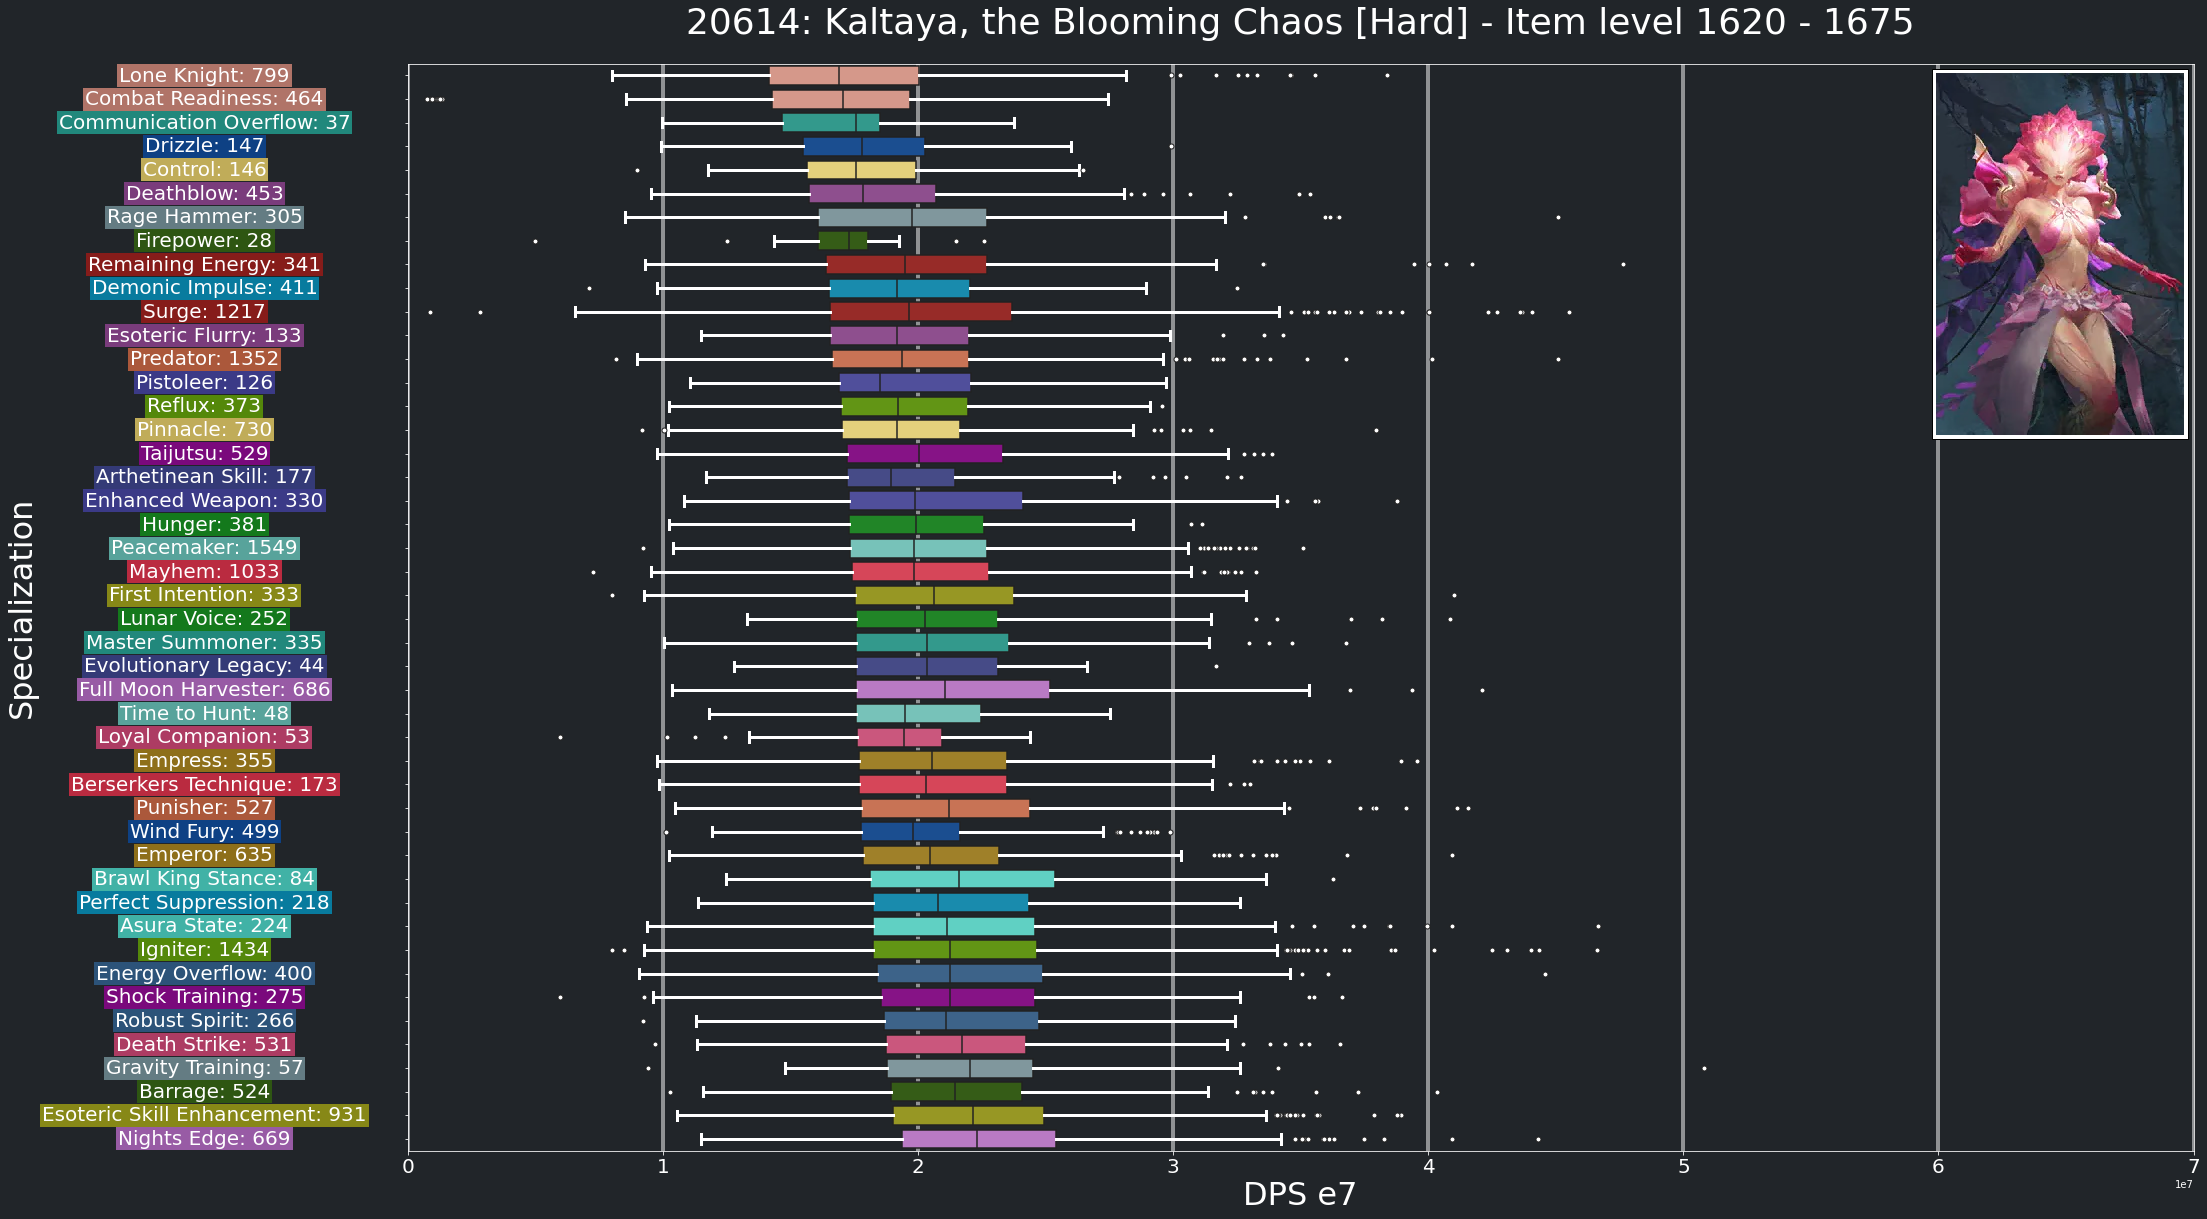 20614: Kaltaya, the Blooming Chaos [Hard] - Item level 1620 - 1675
Specialization
Lone Knight: 799
Combat Readiness: 464
Communication Overflow: 37
Drizzle: 147
Control: 146
Deathblow: 453
Rage Hammer: 305
Firepower: 28
Remaining Energy: 341
Demonic Impulse: 411
Surge: 1217
Esoteric Flurry: 133
Predator: 1352
Pistoleer: 126
Reflux: 373
Pinnacle: 730
Taijutsu: 529
Arthetinean Skill: 177
Enhanced Weapon: 330
Hunger: 381
Peacemaker: 1549
Mayhem: 1033
First Intention: 333
Lunar Voice: 252
Master Summoner: 335
Evolutionary Legacy: 44
Full Moon Harvester: 686
Time to Hunt: 48
Loyal Companion: 53
Empress: 355
Berserkers Technique: 173
Punisher: 527
Wind Fury: 499
Emperor: 635
Brawl King Stance: 84
Perfect Suppression: 218
Asura State: 224
Igniter: 1434
Energy Overflow: 400
Shock Training: 275
Robust Spirit: 266
Death Strike: 531
Gravity Training: 57
Barrage: 524
Esoteric Skill Enhancement: 931
Nights Edge: 669
0 1 2 3 4 5 6 7
1e7
DPS e7